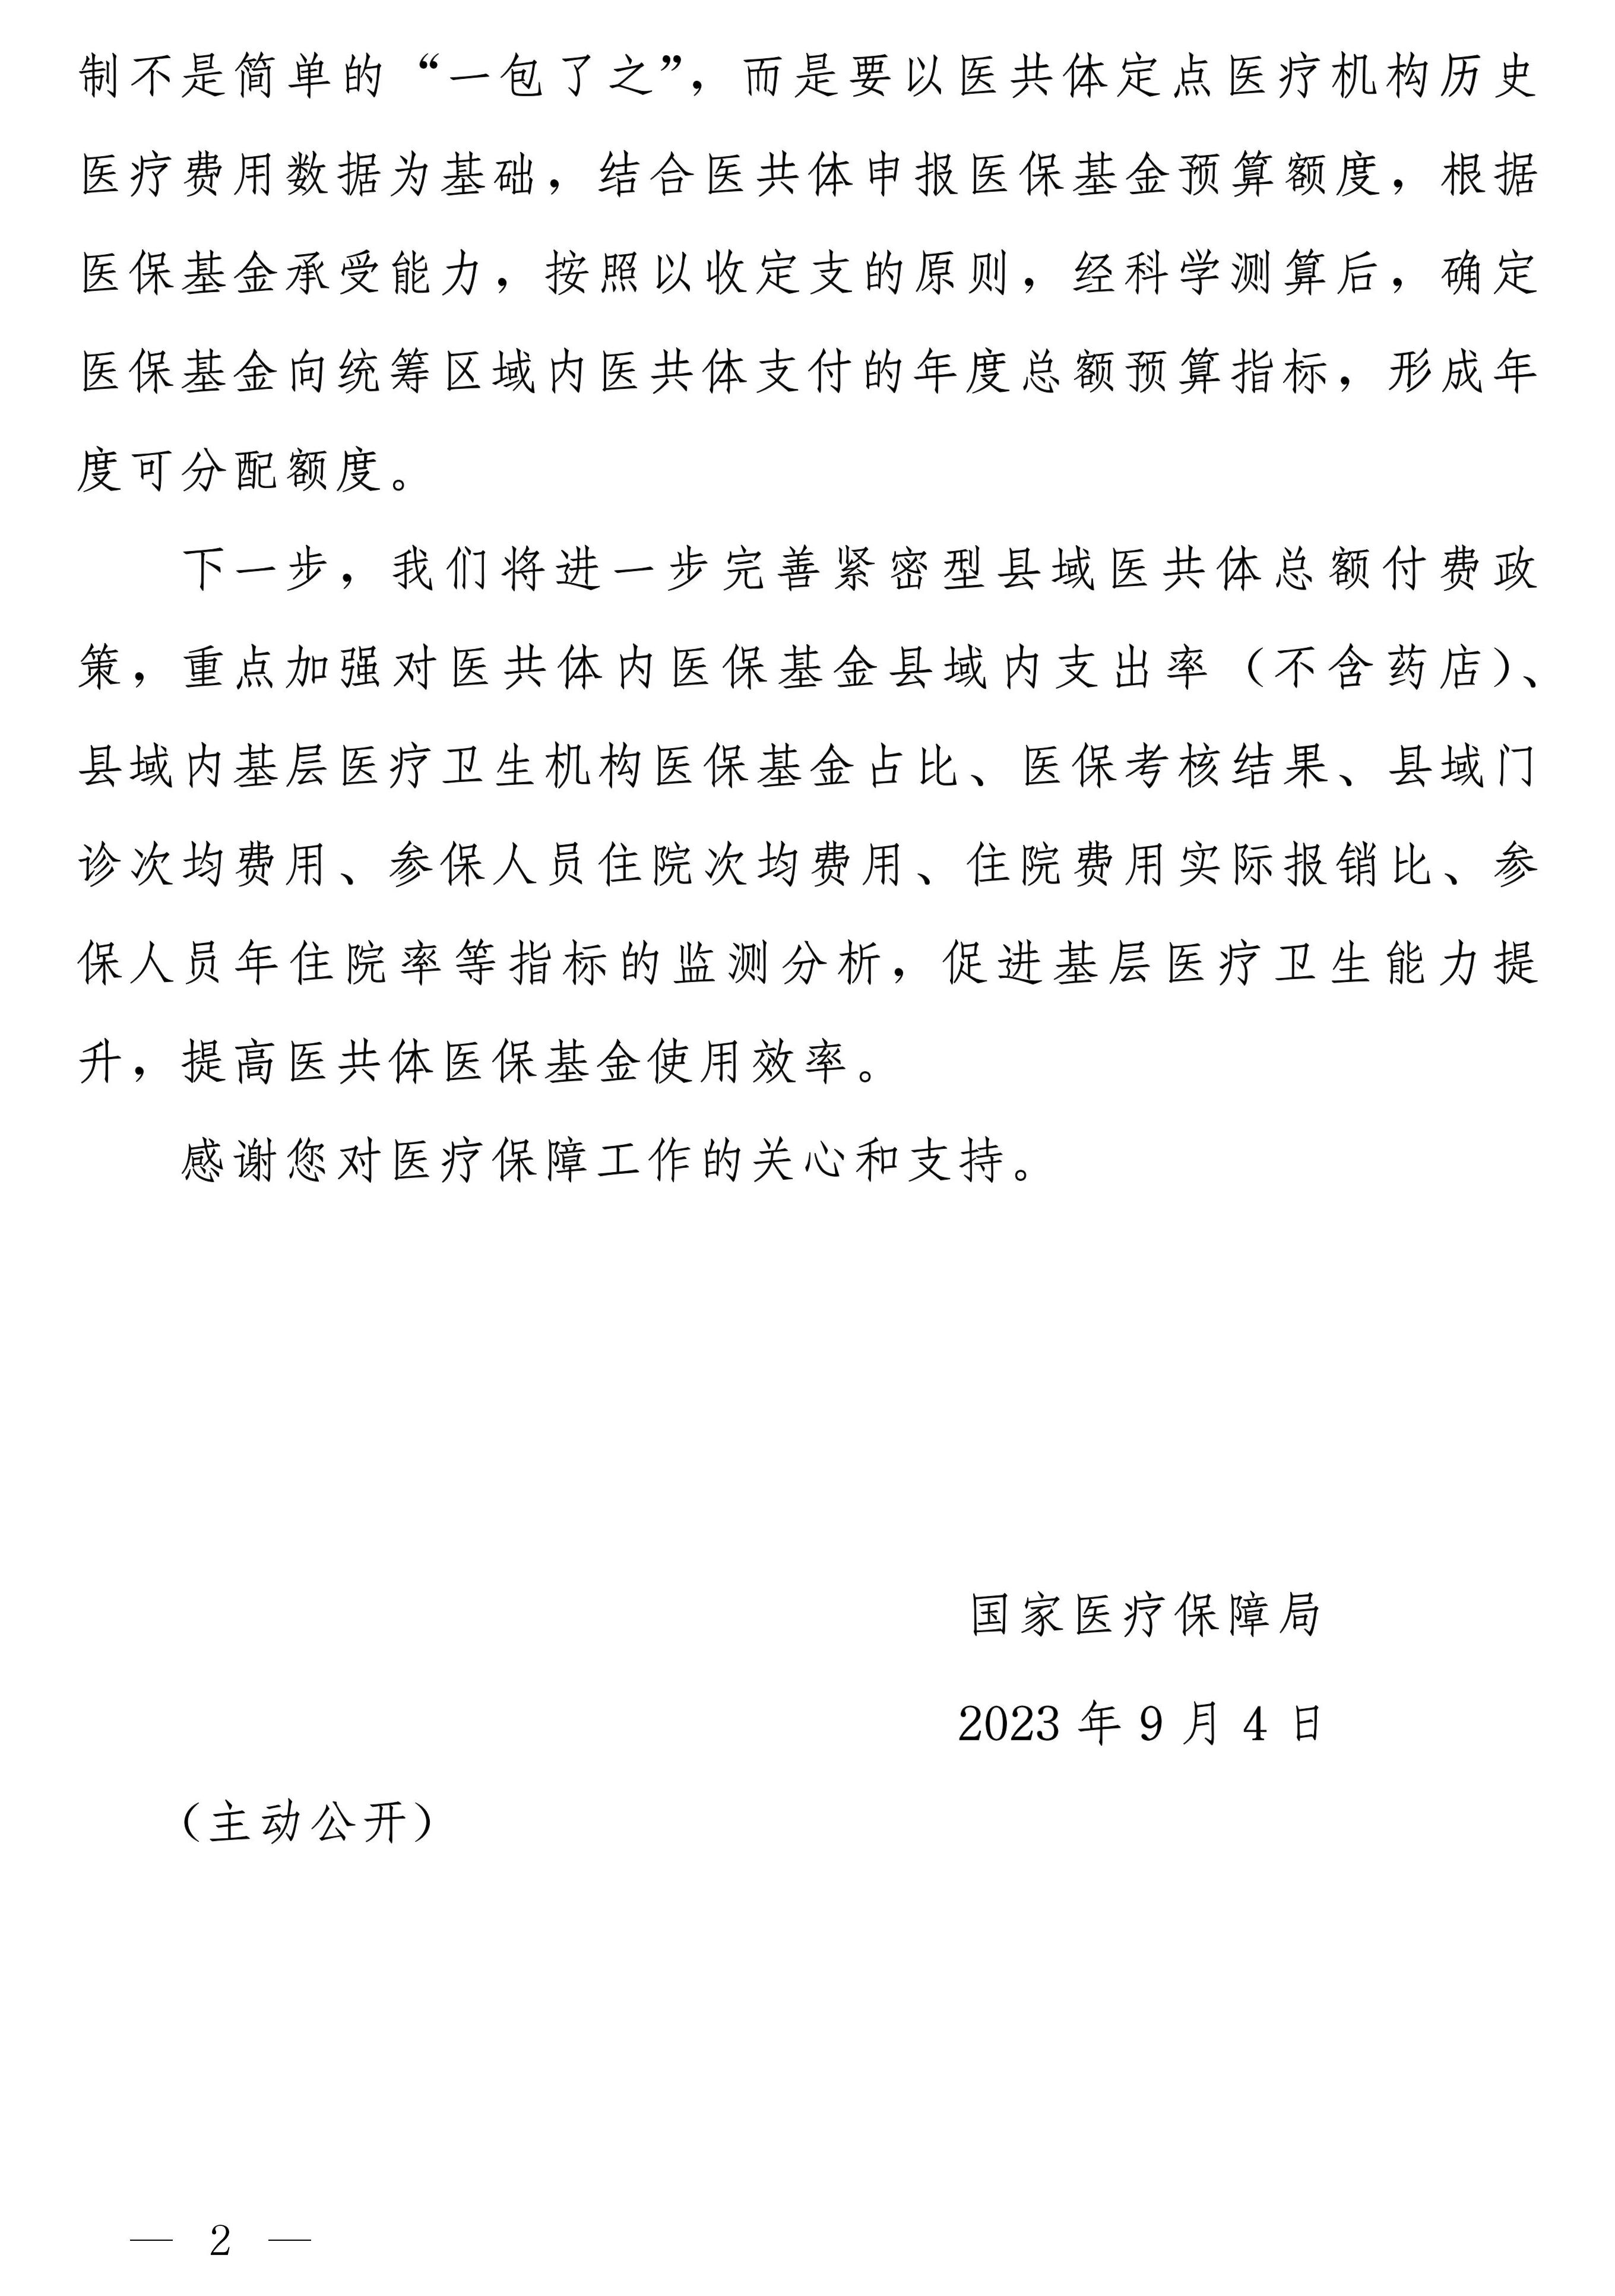 制不是简单的“一包了之”，而是要以医共体定点医疗机构历史
医疗费用数据为基础，结合医共体申报医保基金预算额度，根据
医保基金承受能力，按照以收定支的原则，经科学测算后，确定
医保基金向统筹区域内医共体支付的年度总额预算指标，形成年
度可分配额度。
下一步，我们将进一步完善紧密型县域医共体总额付费政
策，重点加强对医共体内医保基金县域内支出率（不含药店）、
县域内基层医疗卫生机构医保基金占比、医保考核结果、县域门
诊次均费用、参保人员住院次均费用、住院费用实际报销比、参
保人员年住院率等指标的监测分析，促进基层医疗卫生能力提
升，提高医共体医保基金使用效率。
感谢您对医疗保障工作的关心和支持。
国家医疗保障局
2023 年 9 月 4 日
（主动公开）
— 2 —